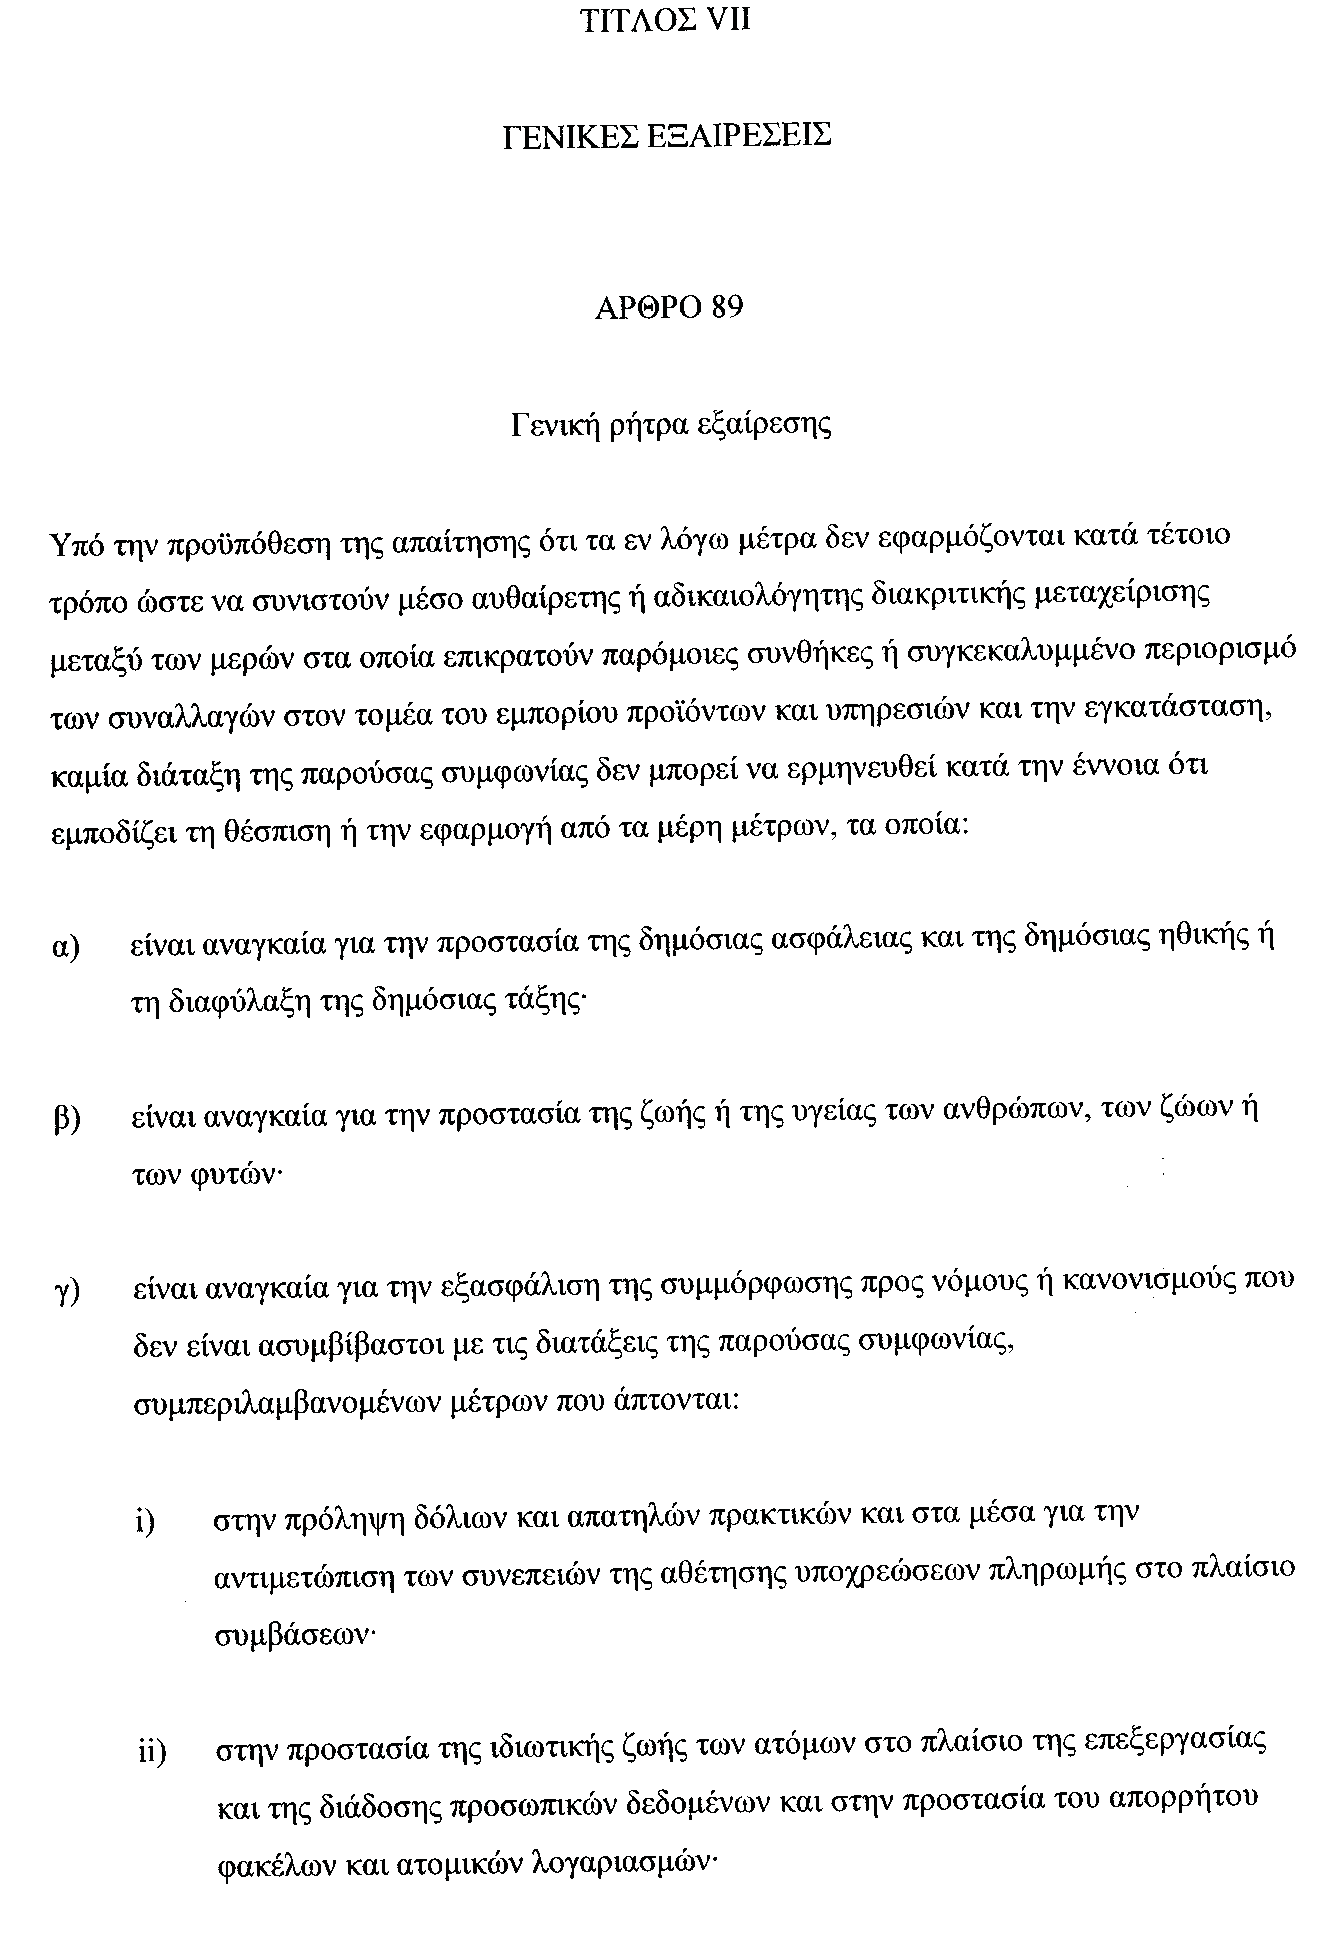 ΤΙΤΛΟΣ VII
ΓΕΝΙΚΕΣ ΕΞΑΙΡΕΣΕΙΣ
ΑΡΘΡΟ 89
Γενική ρήτρα εξαίρεσης
Υπό την προϋπόθεση της απαίτησης ότι τα εν λόγω μέτρα δεν εφαρμόζονται κατά τέτοιο
τρόπο ώστε να συνιστούν μέσο αυθαίρετης ή αδικαιολόγητης διακριτικής μεταχείρισης
μεταξύ των μερών στα οποία επικρατούν παρόμοιες συνθήκες ή συγκεκαλυμμένο περιορισμό
των συναλλαγών στον τομέα του εμπορίου προϊόντων και υπηρεσιών και την εγκατάσταση,
καμία διάταξη της παρούσας συμφωνίας δεν μπορεί να ερμηνευθεί κατά την έννοια ότι
εμποδίζει τη θέσπιση ή την εφαρμογή από τα μέρη μέτρων, τα οποία:
α) είναι αναγκαία για την προστασία της δημόσιας ασφάλειας και της δημόσιας ηθικής ή
τη διαφύλαξη της δημόσιας τάξης·
β) είναι αναγκαία για την προστασία της ζωής ή της υγείας των ανθρώπων, των ζώων ή
των φυτών·
γ) είναι αναγκαία για την εξασφάλιση της συμμόρφωσης προς νόμους ή κανονισμούς που
δεν είναι ασυμβίβαστοι με τις διατάξεις της παρούσας συμφωνίας,
συμπεριλαμβανομένων μέτρων που άπτονται:
i) στην πρόληψη δόλιων και απατηλών πρακτικών και στα μέσα για την
αντιμετώπιση των συνεπειών της αθέτησης υποχρεώσεων πληρωμής στο πλαίσιο
συμβάσεων·
ii) στην προστασία της ιδιωτικής ζωής των ατόμων στο πλαίσιο της επεξεργασίας
και της διάδοσης προσωπικών δεδομένων και στην προστασία του απορρήτου
φακέλων και ατομικών λογαριασμών·